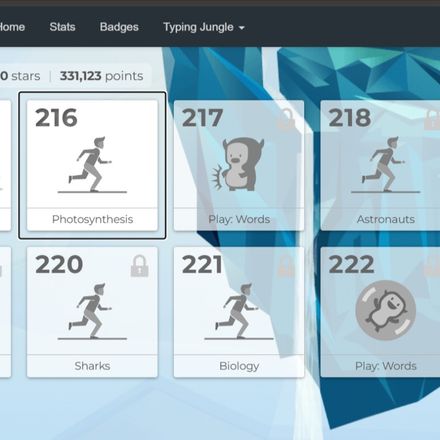 Home Stats Badges Typing Jungle
0 stars | 331,123 points
216 217 218
Photosynthesis Play: Words Astronauts
220 221 222
Sharks Biology Play: Words